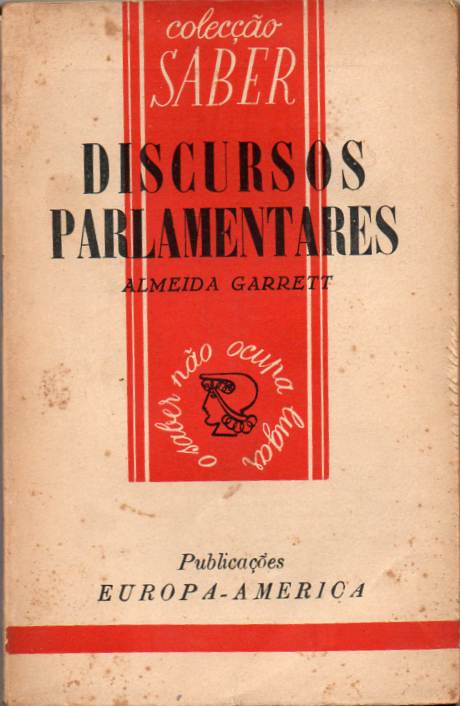 colecção
SABER
DISCURSOS
PARLAMENTARES
ALMEIDA GARRETT
o saber não ocupa lugar
Publicações
EUROPA-AMERICA